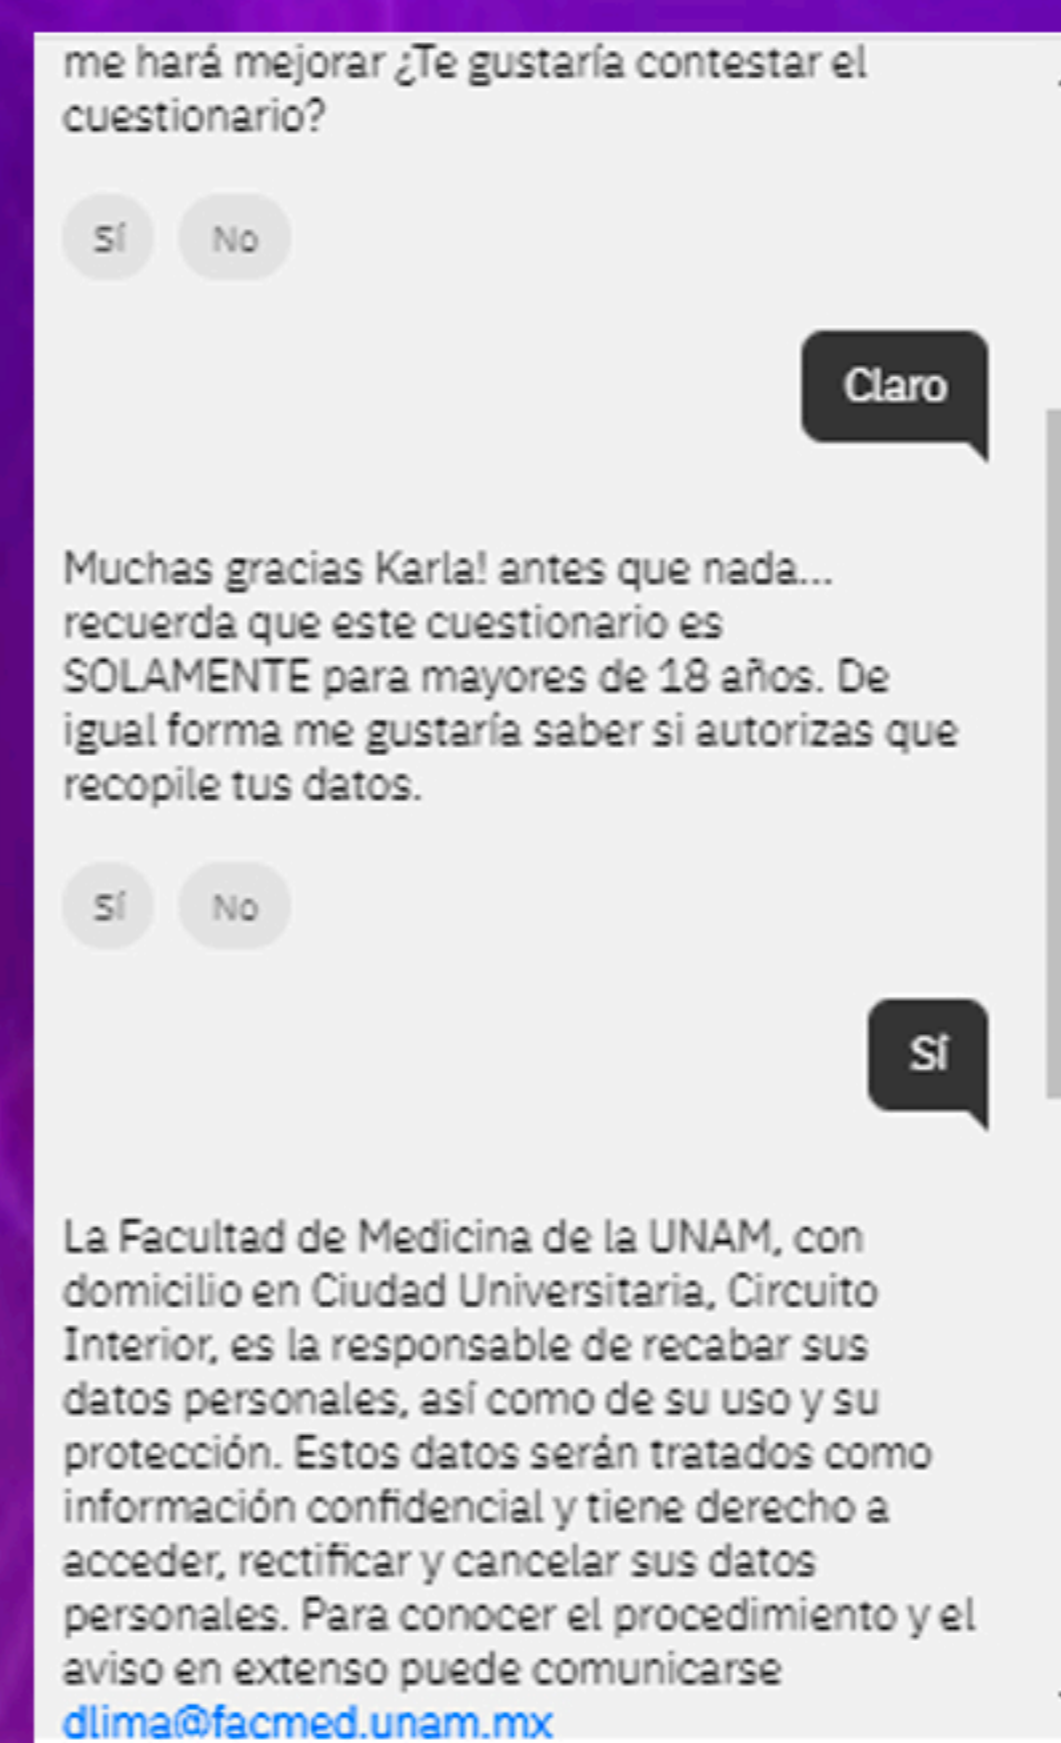 me hará mejorar ¿Te gustaría contestar el
cuestionario?
Sí No
Claro
Muchas gracias Karla! antes que nada...
recuerda que este cuestionario es
SOLAMENTE para mayores de 18 años. De
igual forma me gustaría saber si autorizas que
recopile tus datos.
Sí No
Sí
La Facultad de Medicina de la UNAM, con
domicilio en Ciudad Universitaria, Circuito
Interior, es la responsable de recabar sus
datos personales, así como de su uso y su
protección. Estos datos serán tratados como
información confidencial y tiene derecho a
acceder, rectificar y cancelar sus datos
personales. Para conocer el procedimiento y el
aviso en extenso puede comunicarse
dlima@facmed.unam.mx